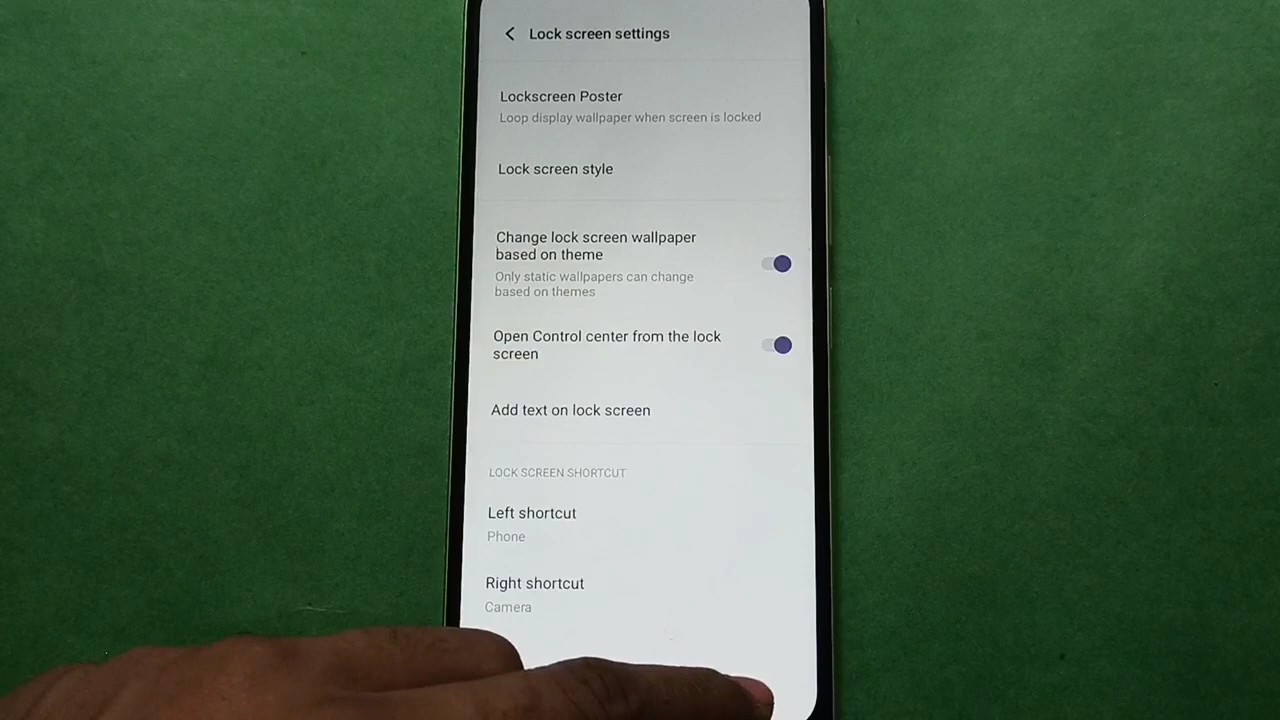 Lock screen settings
Lockscreen Poster
Loop display wallpaper when screen is locked
Lock screen style
Change lock screen wallpaper
based on theme
Only static wallpapers can change
based on themes
Open Control center from the lock
screen
Add text on lock screen
LOCK SCREEN SHORTCUT
Left shortcut
Phone
Right shortcut
Camera